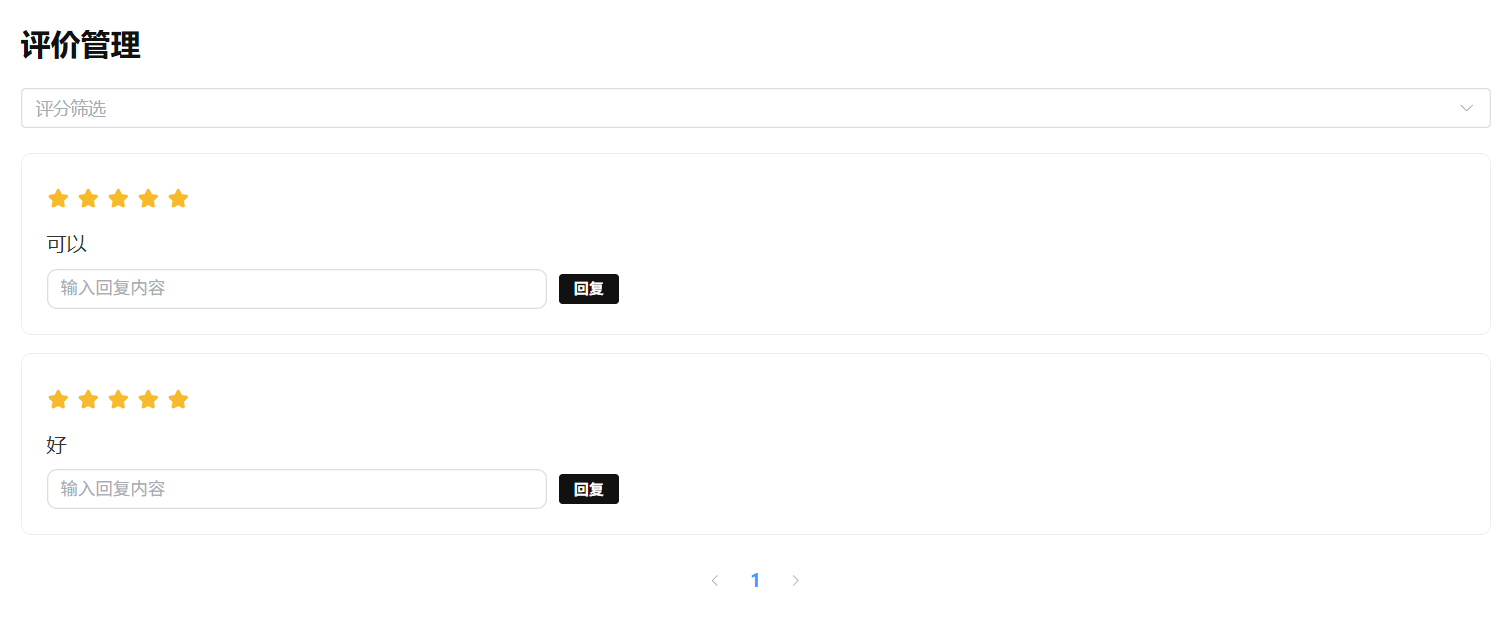 评价管理
评分筛选
可以
输入回复内容 回复
好
输入回复内容 回复
1